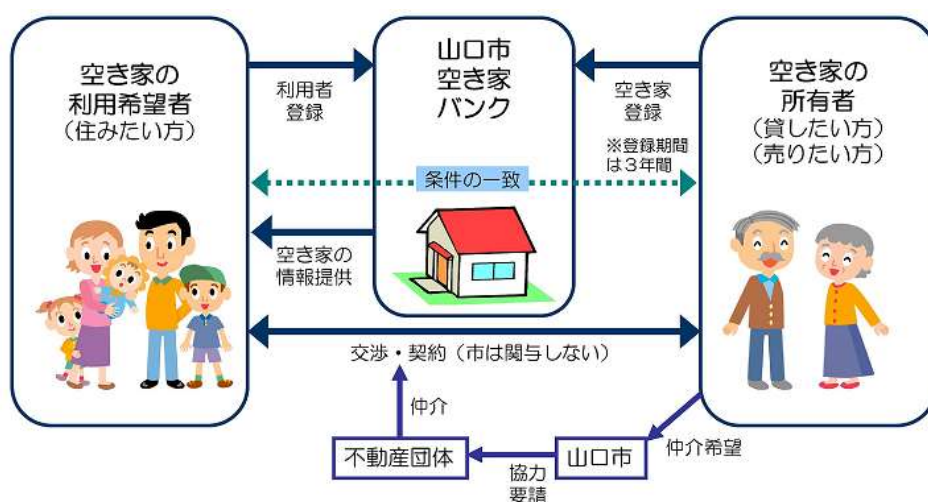 空き家の
利用希望者
（住みたい方）
利用者
登録
山口市
空き家
バンク
空き家
登録
※登録期間
は３年間
空き家の
所有者
（貸したい方）
（売りたい方）
条件の一致
空き家の
情報提供
交渉・契約（市は関与しない）
仲介
不動産団体
協力
要請
山口市
仲介希望